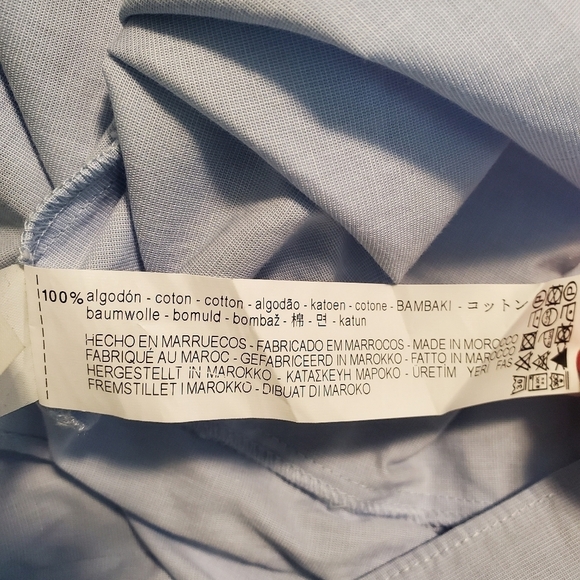 100% algodón - coton - cotton - algodão - katoen - cotone - BAMBAKI - コットン
baumwolle - bomuld - bombaž - 棉 - 면 - katun
HECHO EN MARRUECOS - FABRICADO EM MARROCOS - MADE IN MOROCCO
FABRIQUÉ AU MAROC - GEFABRICEERD IN MAROKKO - FATTO IN MAROCCO
HERGESTELLT IN MAROKKO - ΚΑΤΑΣΚΕΥΗ ΜΑΡΟΚΟ - ÜRETİM YERİ FAS
FREMSTILLET I MAROKKO - DIBUAT DI MAROKO